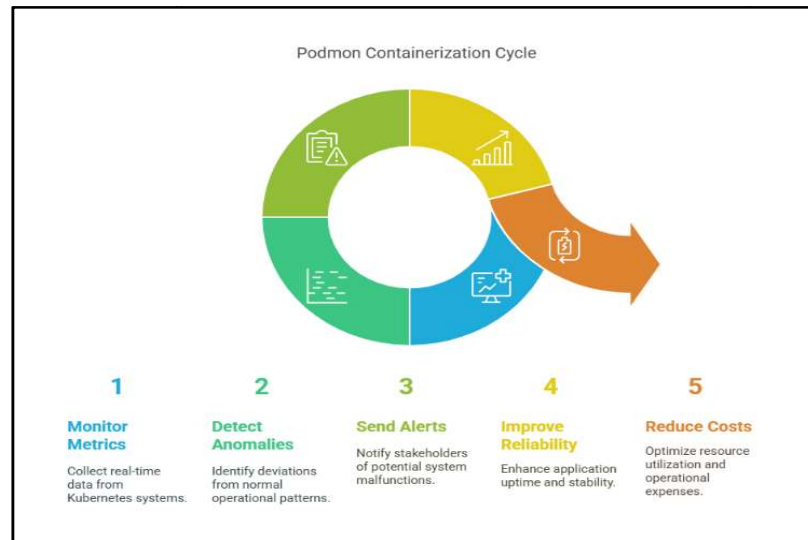 Podmon Containerization Cycle
1
2
3
4
5
Monitor
Metrics
Collect real-time
data from
Kubernetes systems.
Detect
Anomalies
Identify deviations
from normal
operational patterns.
Send Alerts
Notify stakeholders
of potential system
malfunctions.
Improve
Reliability
Enhance application
uptime and stability.
Reduce Costs
Optimize resource
utilization and
operational
expenses.